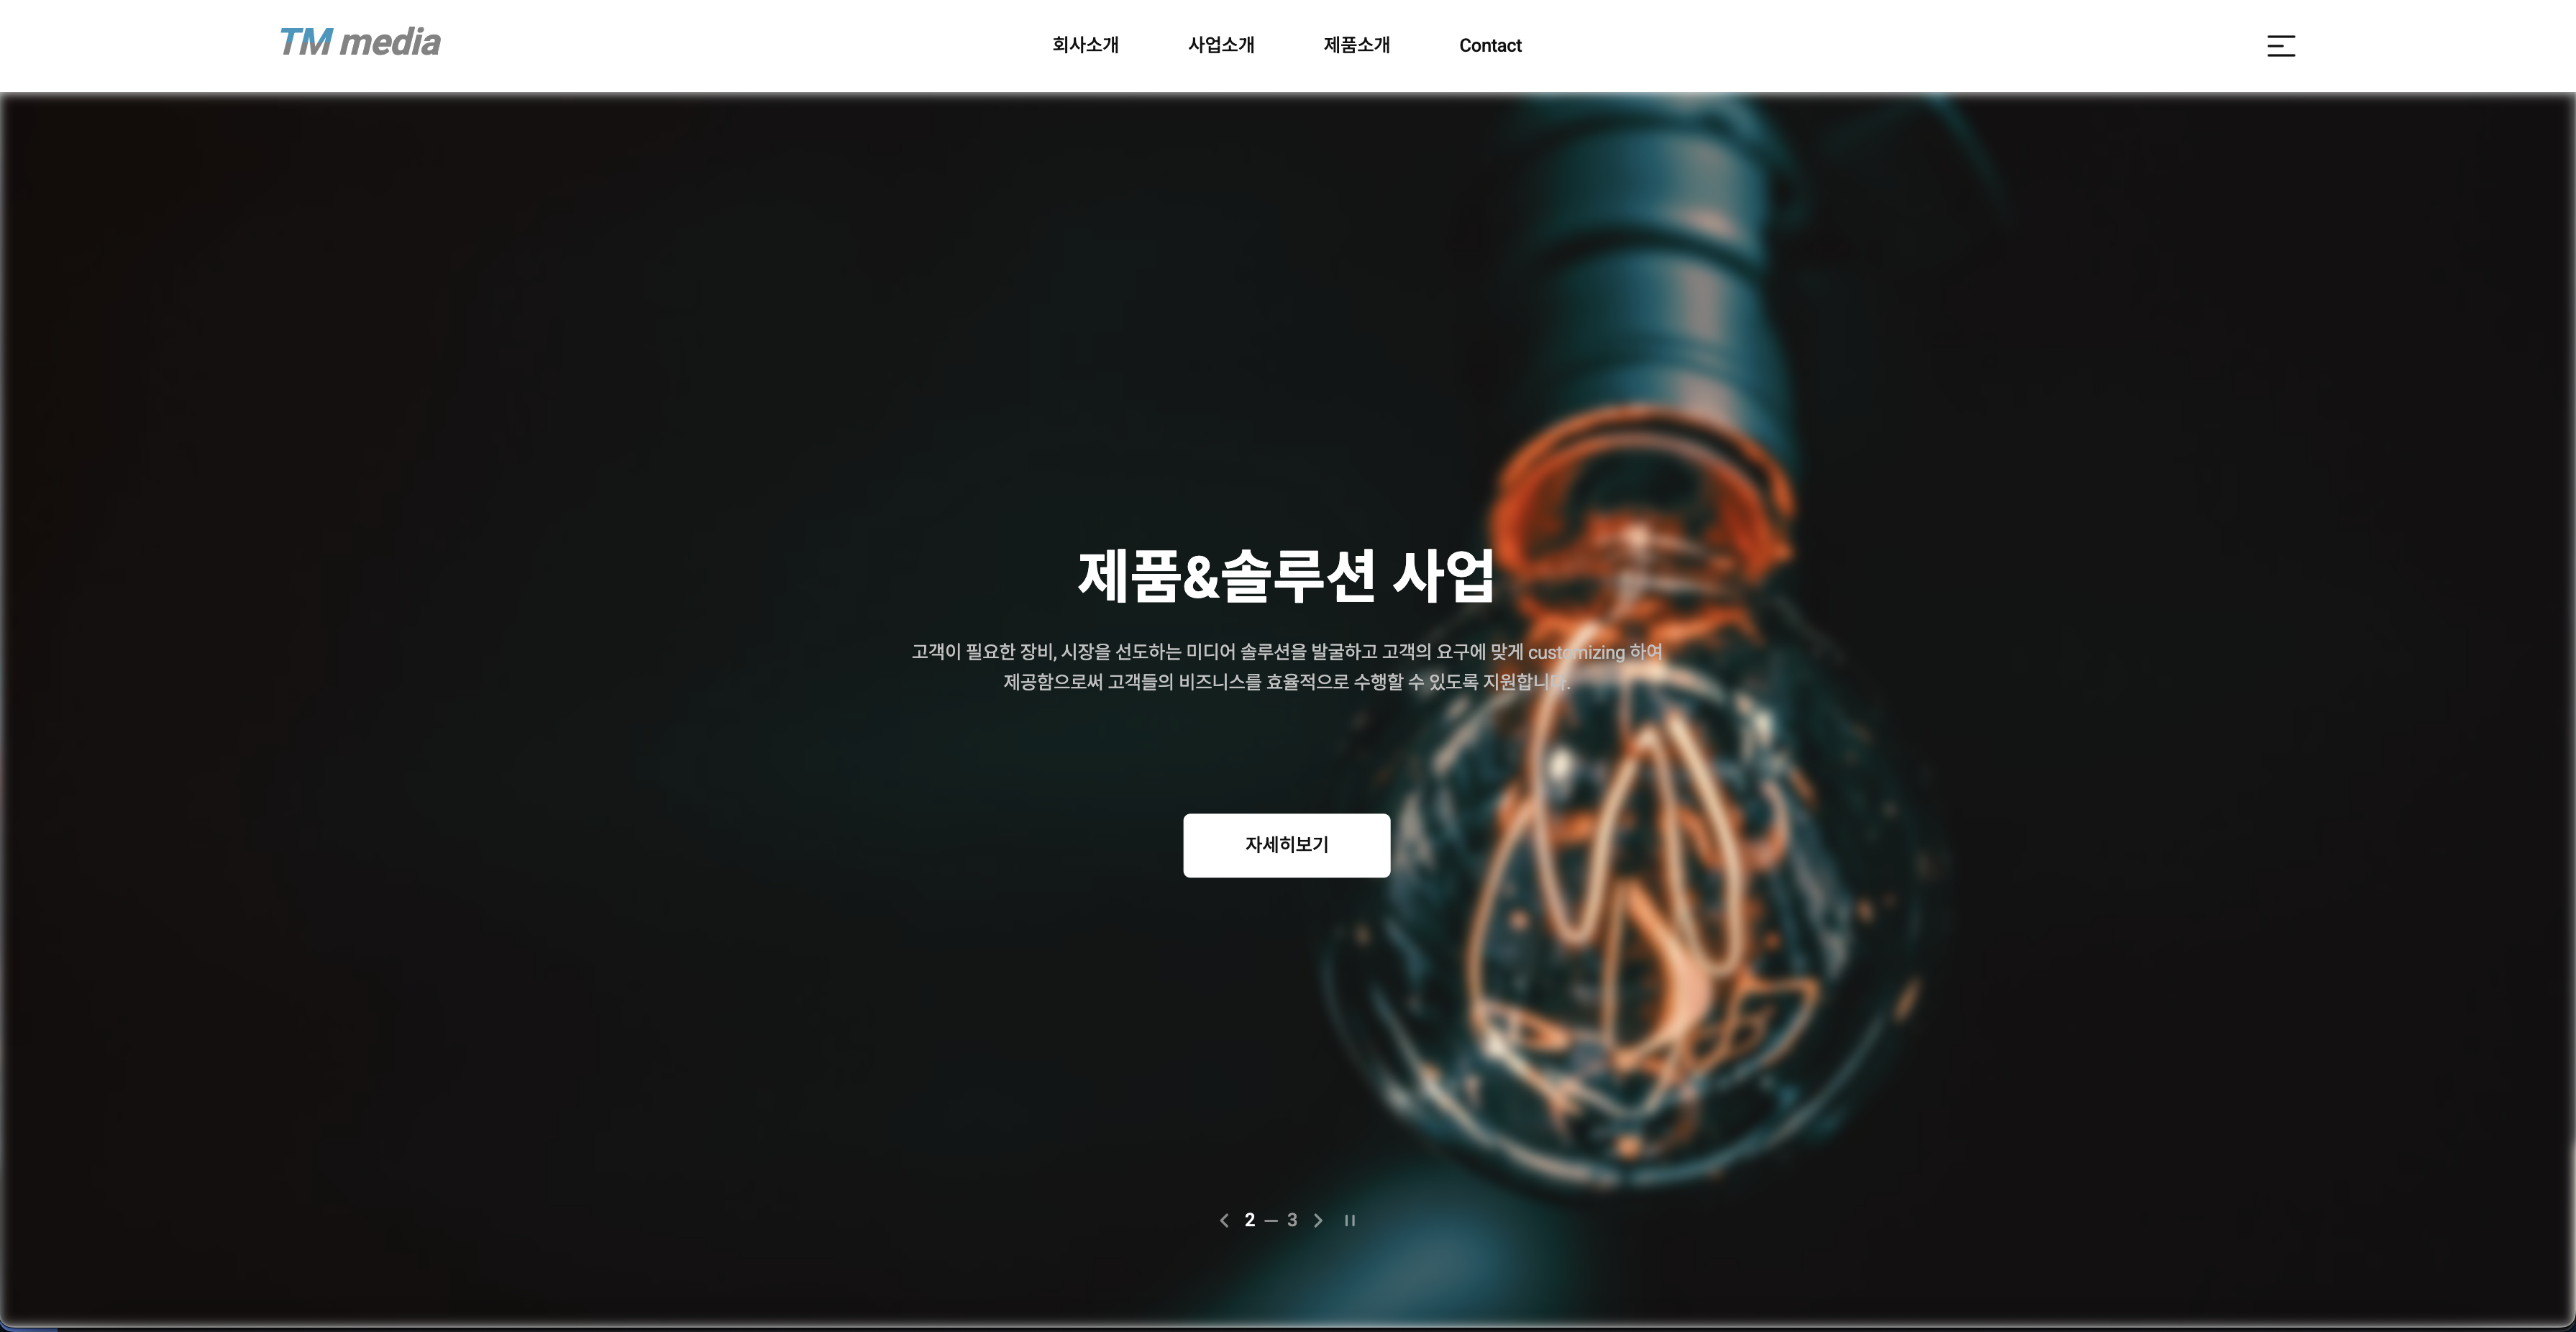 TM media
회사소개 사업소개 제품소개 Contact
제품&솔루션 사업
고객이 필요한 장비, 시장을 선도하는 미디어 솔루션을 발굴하고 고객의 요구에 맞게 customizing 하여
제공함으로써 고객들의 비즈니스를 효율적으로 수행할 수 있도록 지원합니다.
자세히보기
2 — 3